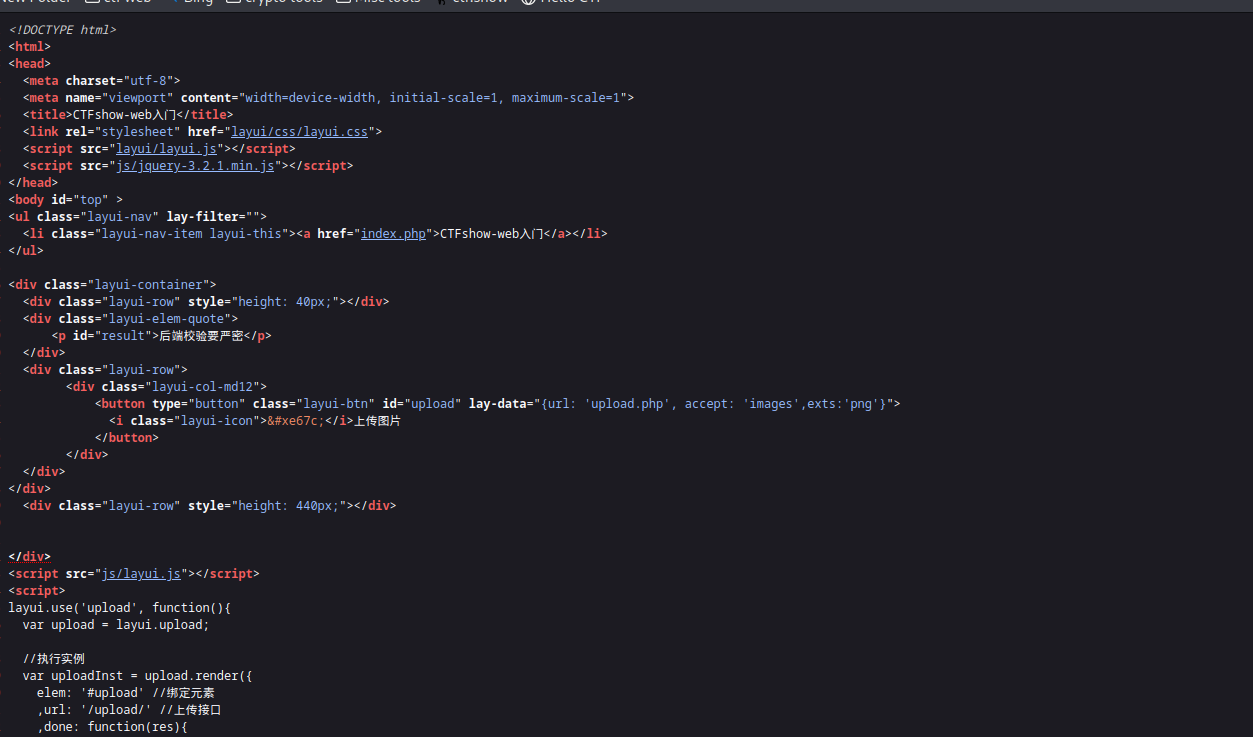 New Folder ctf web Bing crypto tools Misc tools ctfshow Hello CTF
<!DOCTYPE html>
<html>
<head>
<meta charset="utf-8">
<meta name="viewport" content="width=device-width, initial-scale=1, maximum-scale=1">
<title>CTFshow-web入门</title>
<link rel="stylesheet" href="layui/css/layui.css">
<script src="layui/layui.js"></script>
<script src="js/jquery-3.2.1.min.js"></script>
</head>
<body id="top" >
<ul class="layui-nav" lay-filter="">
<li class="layui-nav-item layui-this"><a href="index.php">CTFshow-web入门</a></li>
</ul>
<div class="layui-container">
<div class="layui-row" style="height: 40px;"></div>
<div class="layui-elem-quote">
<p id="result">后端校验要严密</p>
</div>
<div class="layui-row">
<div class="layui-col-md12">
<button type="button" class="layui-btn" id="upload" lay-data="{url: 'upload.php', accept: 'images',exts:'png'}">
<i class="layui-icon">&#xe67c;</i>上传图片
</button>
</div>
</div>
</div>
<div class="layui-row" style="height: 440px;"></div>
</div>
<script src="js/layui.js"></script>
<script>
layui.use('upload', function(){
var upload = layui.upload;
//执行实例
var uploadInst = upload.render({
elem: '#upload' //绑定元素
,url: '/upload/' //上传接口
,done: function(res){